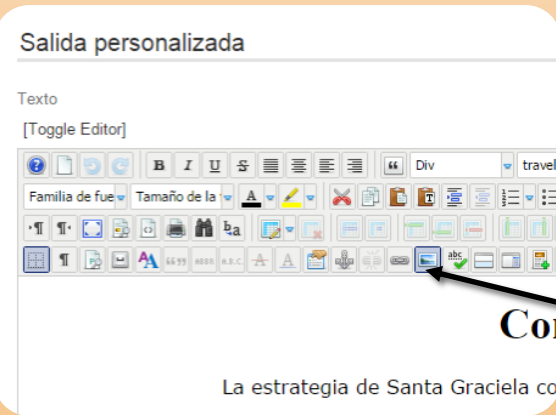 Salida personalizada
Texto
[Toggle Editor]
B I U S Div travel
Familia de fue Tamaño de la A
abc
Co
La estrategia de Santa Graciela co